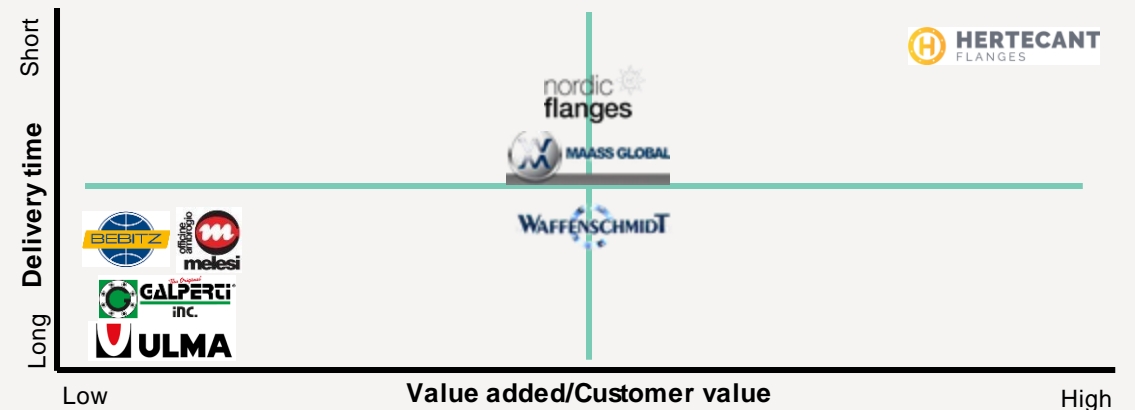 Short
HERTECANT
FLANGES
nordic
flanges
MAASS GLOBAL
Delivery time
WAFFENSCHMIDT
BEBITZ
officine
ambrogio
melesi
The Original
GALPERTi
inc.
ULMA
Long
Low
Value added/Customer value
High